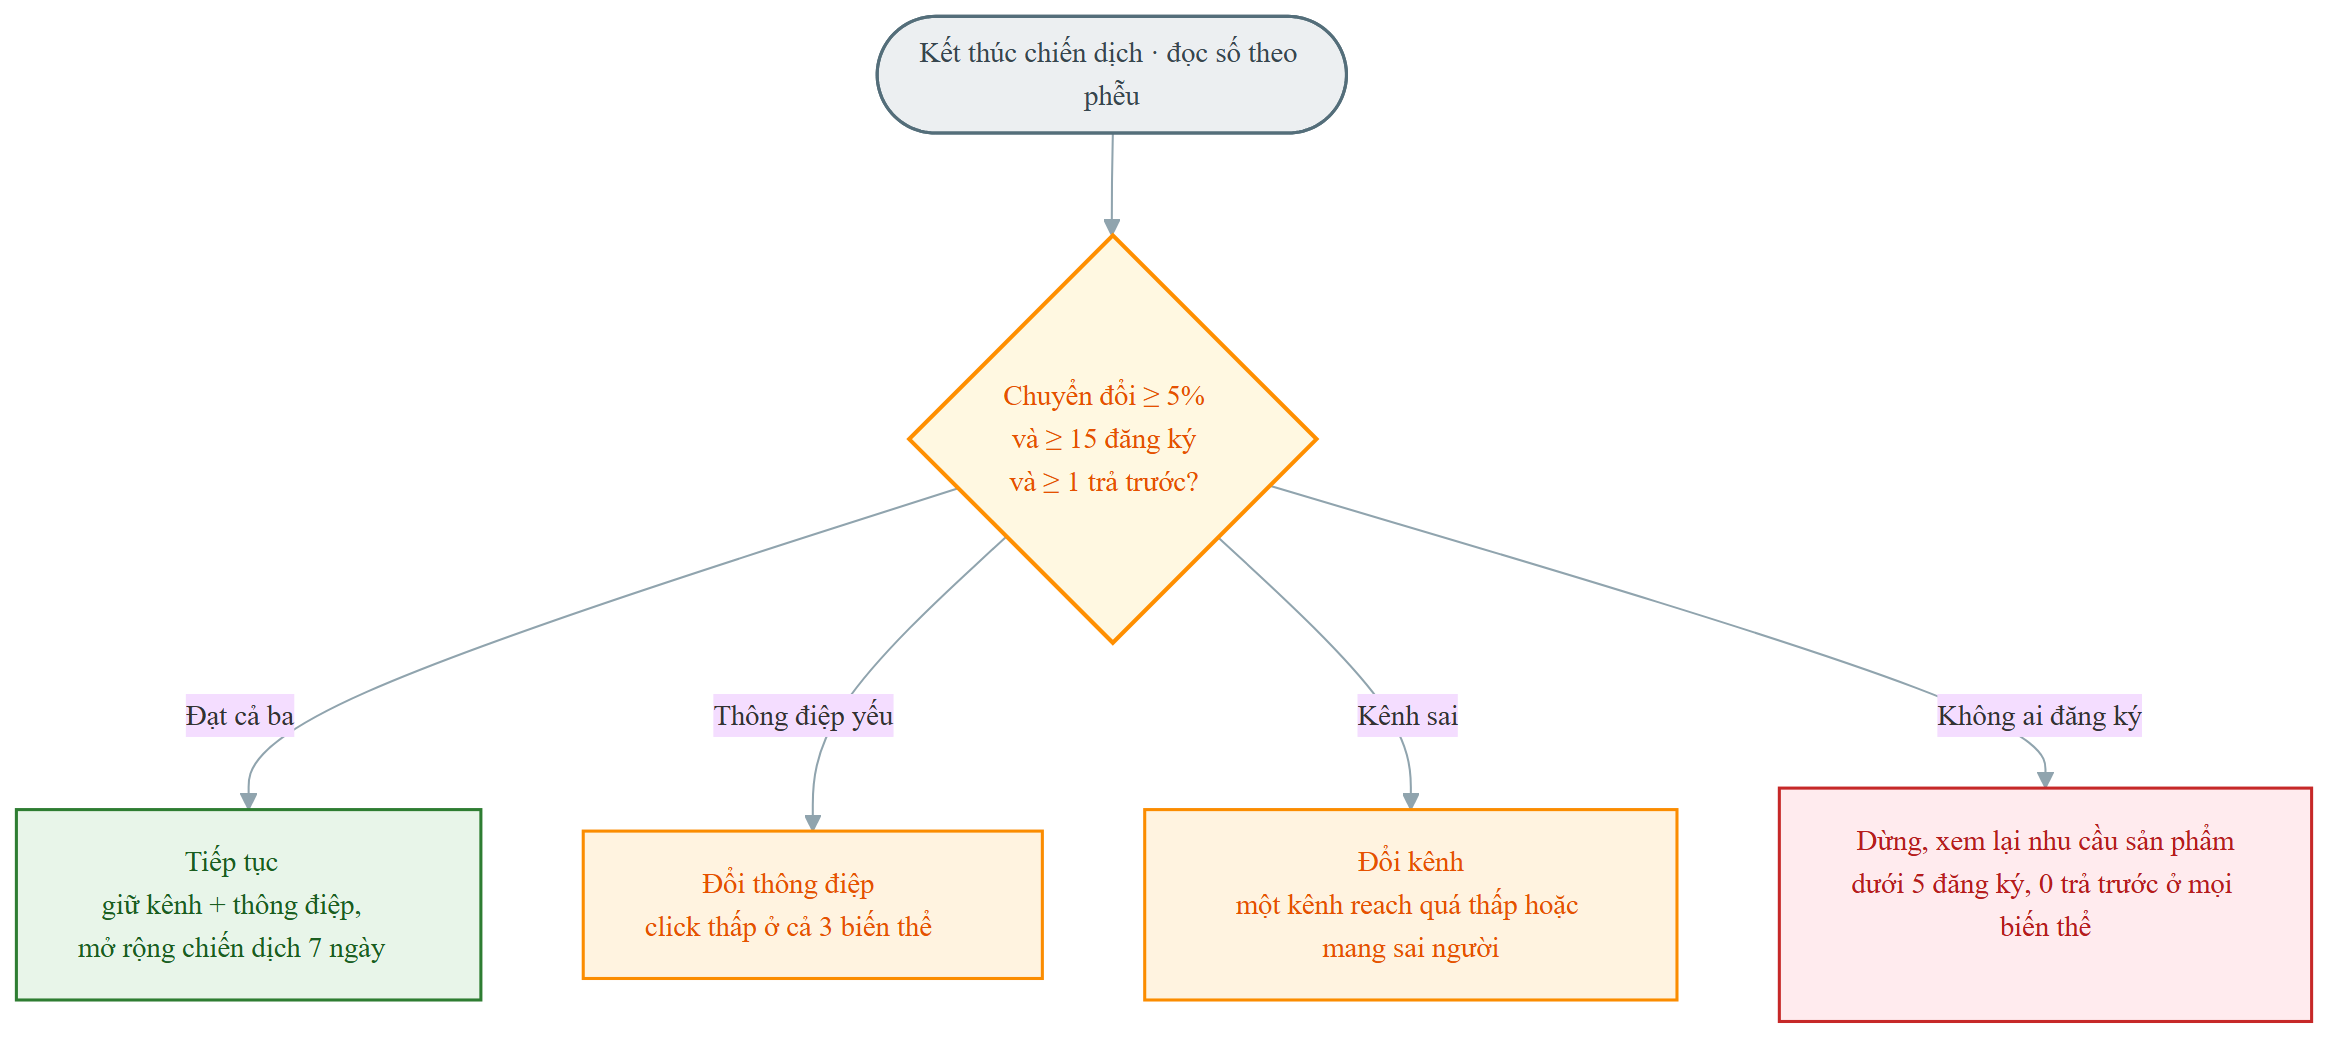 Kết thúc chiến dịch · đọc số theo
phễu
Chuyển đổi ≥ 5%
và ≥ 15 đăng ký
và ≥ 1 trả trước?
Đạt cả ba
Thông điệp yếu
Kênh sai
Không ai đăng ký
Tiếp tục
giữ kênh + thông điệp,
mở rộng chiến dịch 7 ngày
Đổi thông điệp
click thấp ở cả 3 biến thể
Đổi kênh
một kênh reach quá thấp hoặc
mang sai người
Dừng, xem lại nhu cầu sản phẩm
dưới 5 đăng ký, 0 trả trước ở mọi
biến thể